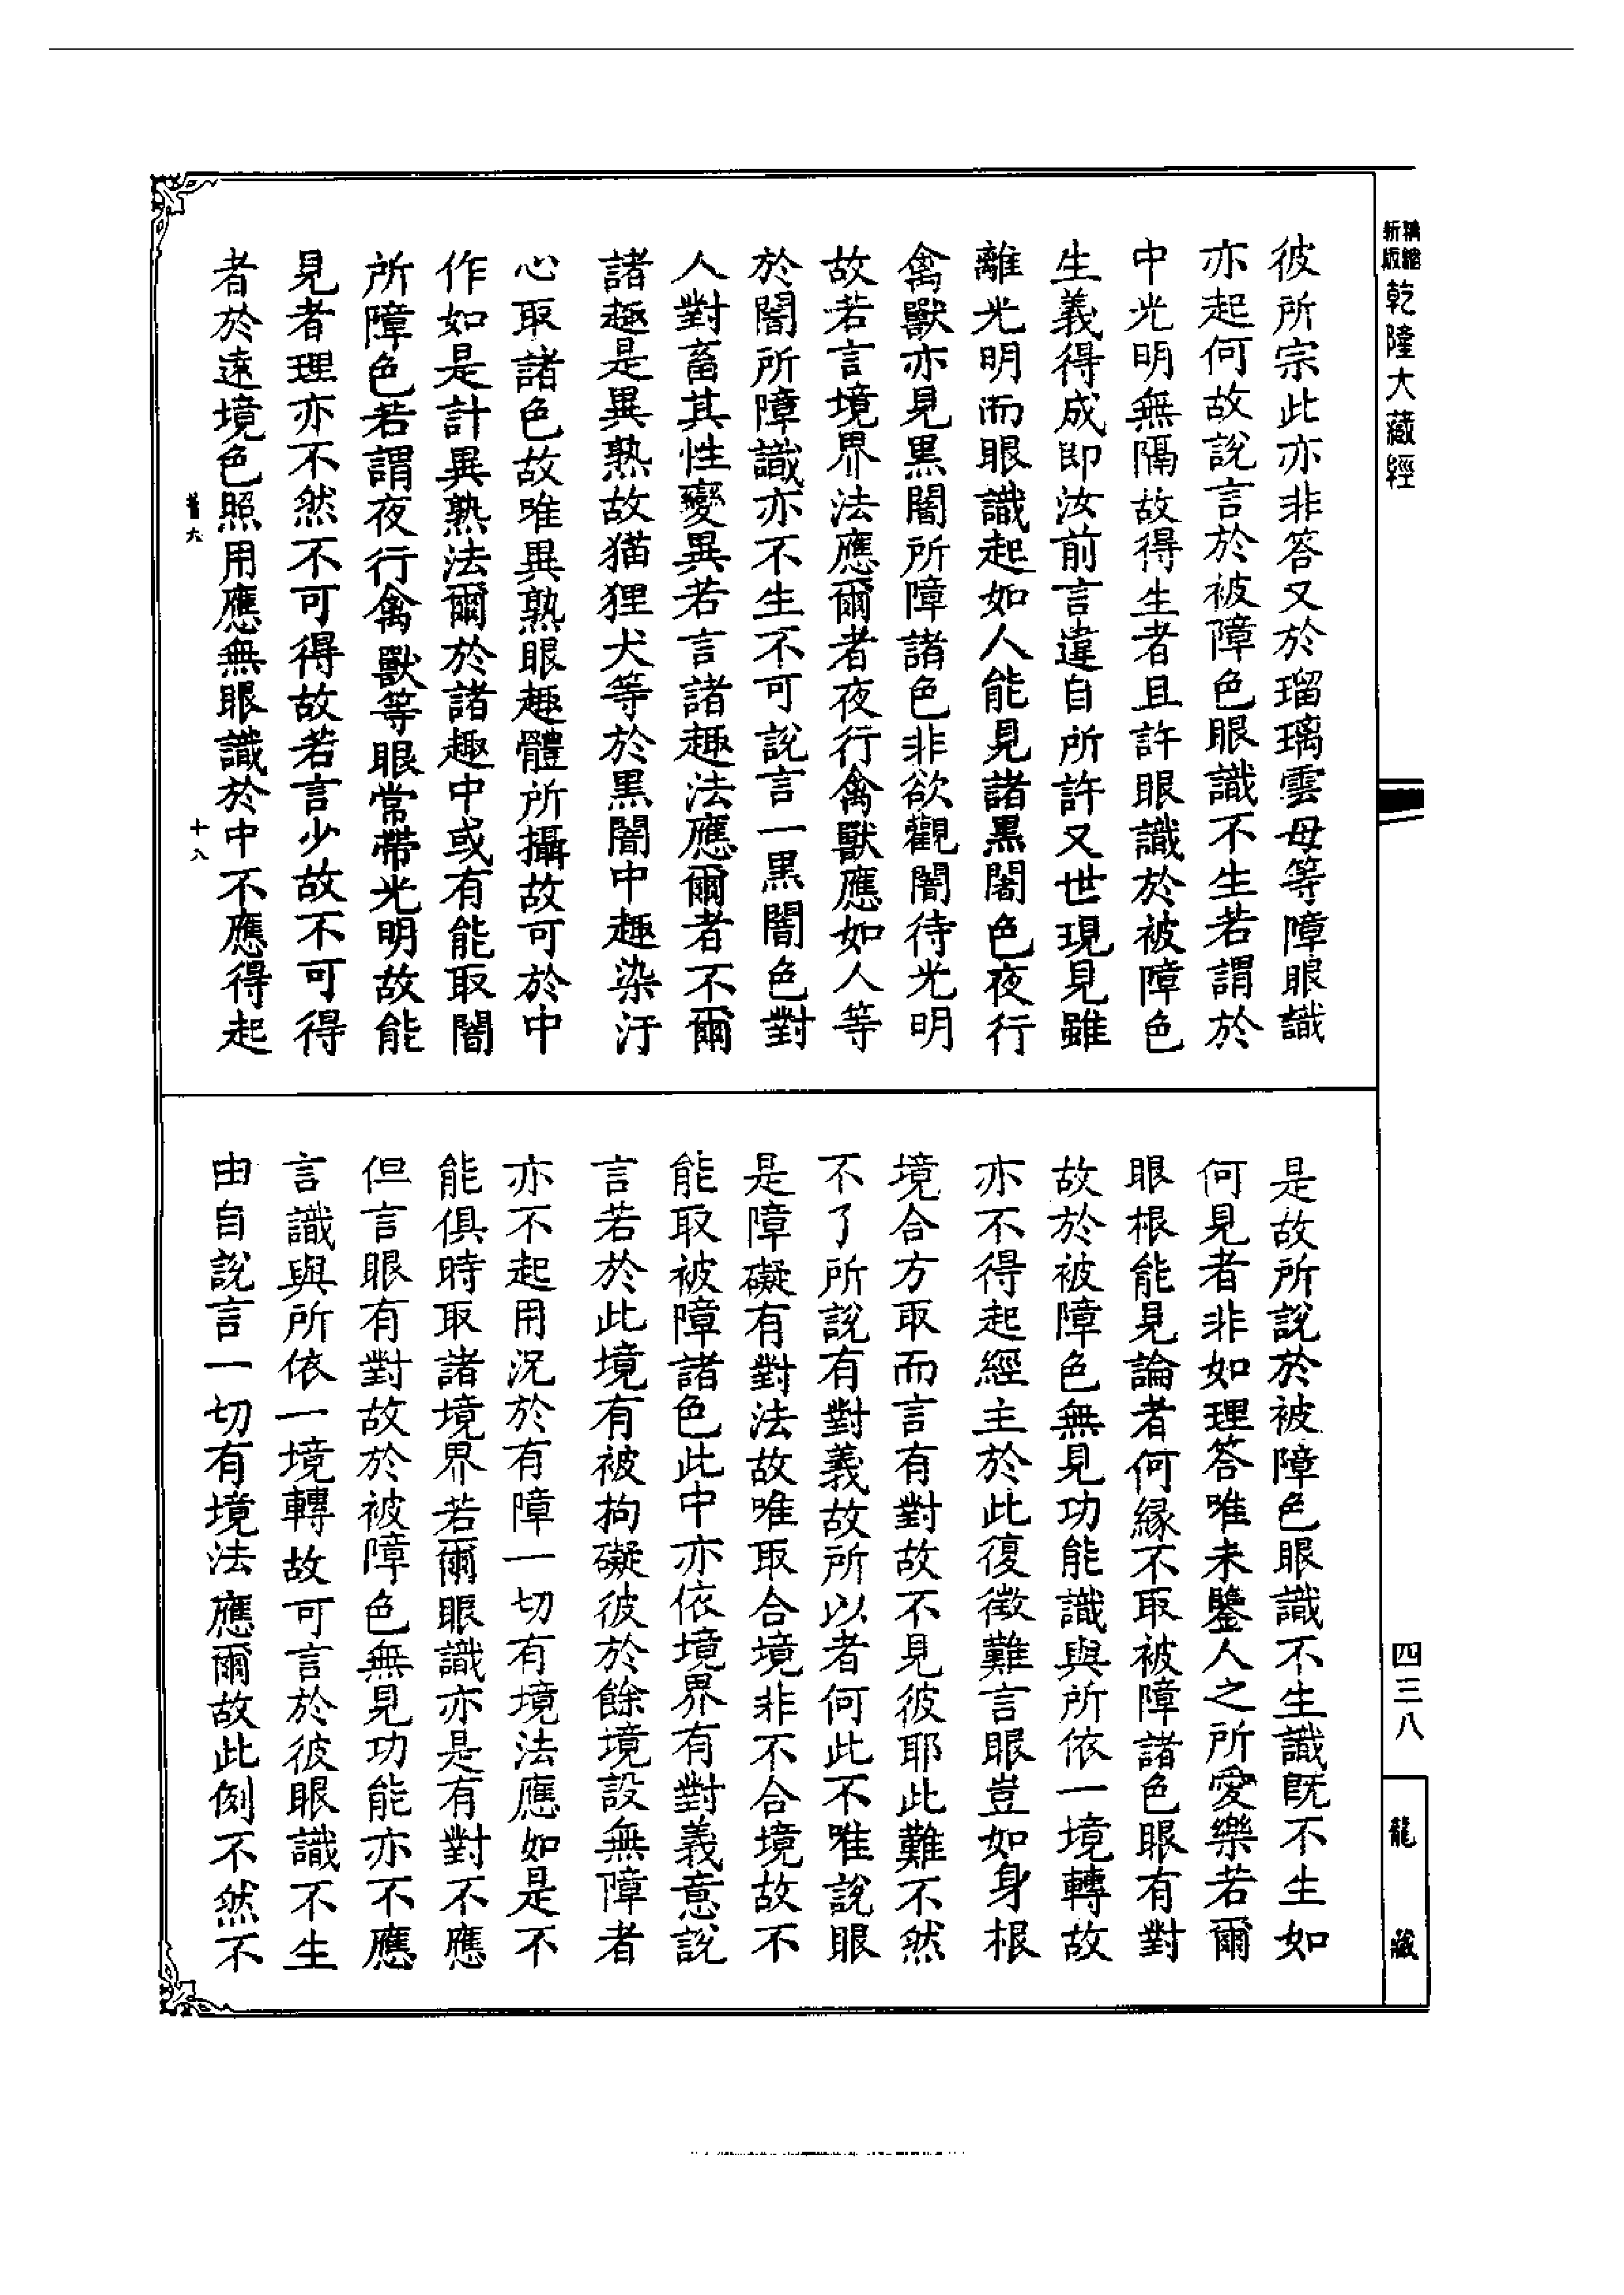 新版精縮
乾隆大藏經
四三八
龍藏
彼所宗此亦非答又於瑠璃雲母等障眼識
亦起何故說言於被障色眼識不生若謂於
中光明無隔故得生者且許眼識於被障色
生義得成即汝前言違自所許又世現見雖
離光明而眼識起如人能見諸黑闇色夜行
禽獸亦見黑闇所障諸色非欲觀闇待光明
故若言境界法應爾者夜行禽獸應如人等
於闇所障識亦不生不可說言一黑闇色對
人對畜其性變異若言諸趣法應爾者不爾
諸趣是異熟故猫狸犬等於黑闇中趣染汙
心取諸色故唯異熟眼趣體所攝故可於中
作如是計異熟法爾於諸趣中或有能取闇
所障色若謂夜行禽獸等眼常帶光明故能
見者理亦不然不可得故若言少故不可得
者於遠境色照用應無眼識於中不應得起
十八
是故所說於被障色眼識不生識既不生如
何見者非如理答唯未鑒人之所愛樂若爾
眼根能見論者何緣不取被障諸色眼有對
故於被障色無見功能識與所依一境轉故
亦不得起經主於此復徵難言眼豈如身根
境合方取而言有對故不見彼耶此難不然
不了所說有對義故所以者何此不唯說眼
是障礙有對法故唯取合境非不合境故不
能取被障諸色此中亦依境界有對義意說
言若於此境有被拘礙彼於餘境設無障者
亦不起用況於有障一切有境法應如是不
能俱時取諸境界若爾眼識亦是有對不應
但言眼有對故於被障色無見功能亦不應
言識與所依一境轉故可言於彼眼識不生
由自說言一切有境法應爾故此例不然不